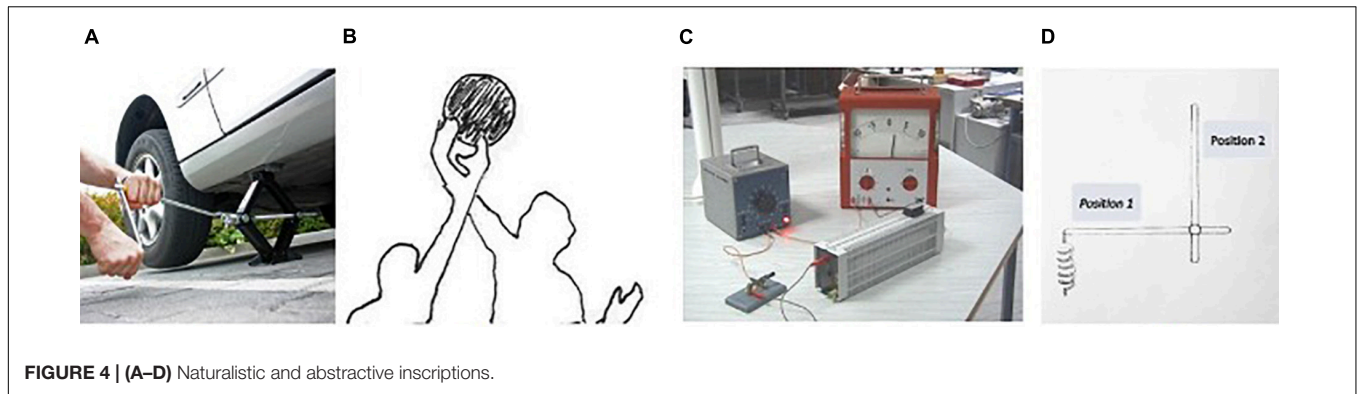 A
B
C
D
Position 2
Position 1
FIGURE 4 | (A–D) Naturalistic and abstractive inscriptions.